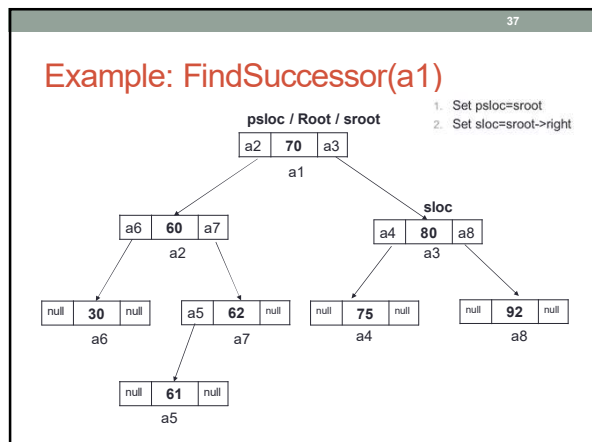 37
Example: FindSuccessor(a1)
1. Set psloc=sroot
2. Set sloc=sroot->right
psloc / Root / sroot
a2 70 a3
a1
sloc
a6 60 a7
a2
a4 80 a8
a3
null 30 null
a6
a5 62 null
a7
null 75 null
a4
null 92 null
a8
null 61 null
a5